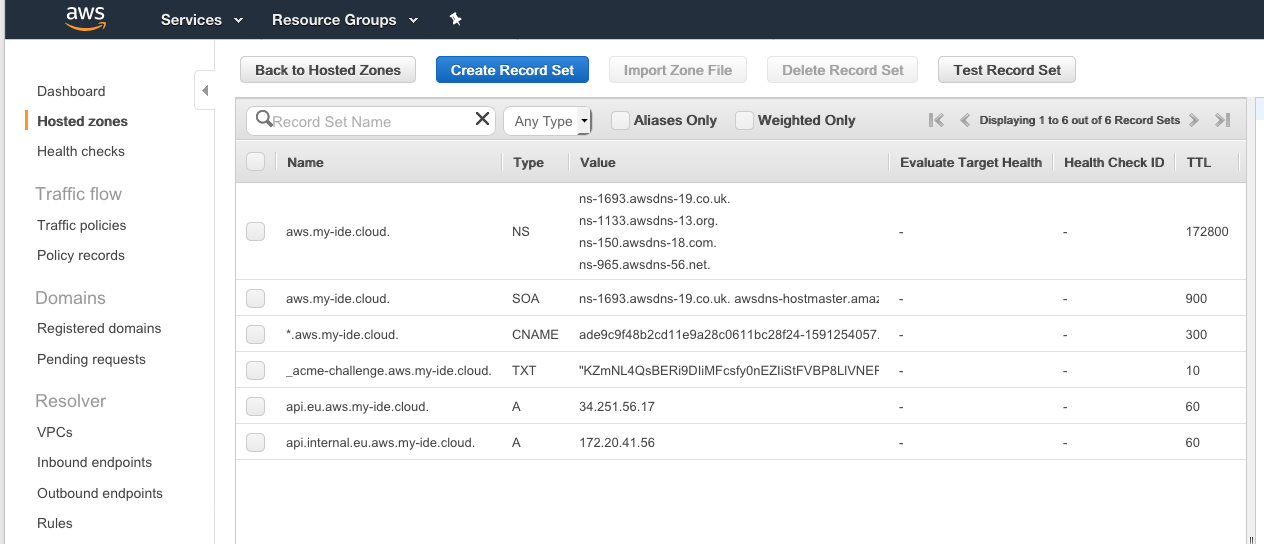 aws
Services
Resource Groups
Back to Hosted Zones
Create Record Set
Import Zone File
Delete Record Set
Test Record Set
Dashboard
Hosted zones
Health checks
Traffic flow
Traffic policies
Policy records
Domains
Registered domains
Pending requests
Resolver
VPCs
Inbound endpoints
Outbound endpoints
Rules
Record Set Name
Any Type
Aliases Only
Weighted Only
Displaying 1 to 6 out of 6 Record Sets
Name Type Value Evaluate Target Health Health Check ID TTL
ns-1693.awsdns-19.co.uk.
ns-1133.awsdns-13.org.
aws.my-ide.cloud. NS - - 172800
ns-150.awsdns-18.com.
ns-965.awsdns-56.net.
aws.my-ide.cloud. SOA ns-1693.awsdns-19.co.uk. awsdns-hostmaster.amaz - - 900
*.aws.my-ide.cloud. CNAME ade9c9f48b2cd11e9a28c0611bc28f24-1591254057. - - 300
_acme-challenge.aws.my-ide.cloud. TXT - - 10
api.eu.aws.my-ide.cloud. A 34.251.56.17 - - 60
api.internal.eu.aws.my-ide.cloud. A 172.20.41.56 - - 60